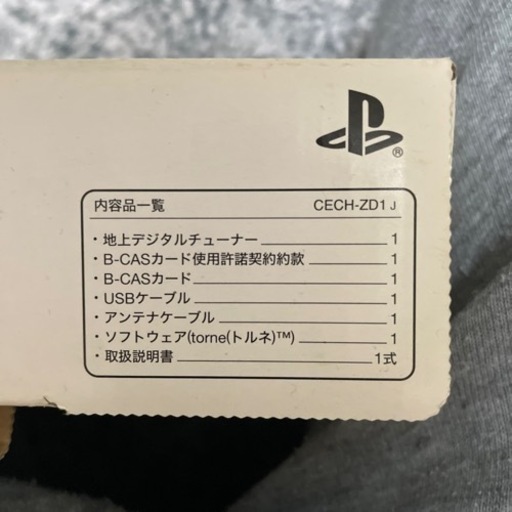 ®
内容品一覧 CECH-ZD1 J
・地上デジタルチューナー 1
・B-CASカード使用許諾契約約款 1
・B-CASカード 1
・USBケーブル 1
・アンテナケーブル 1
・ソフトウェア(torne(トルネ)™) 1
・取扱説明書 1式